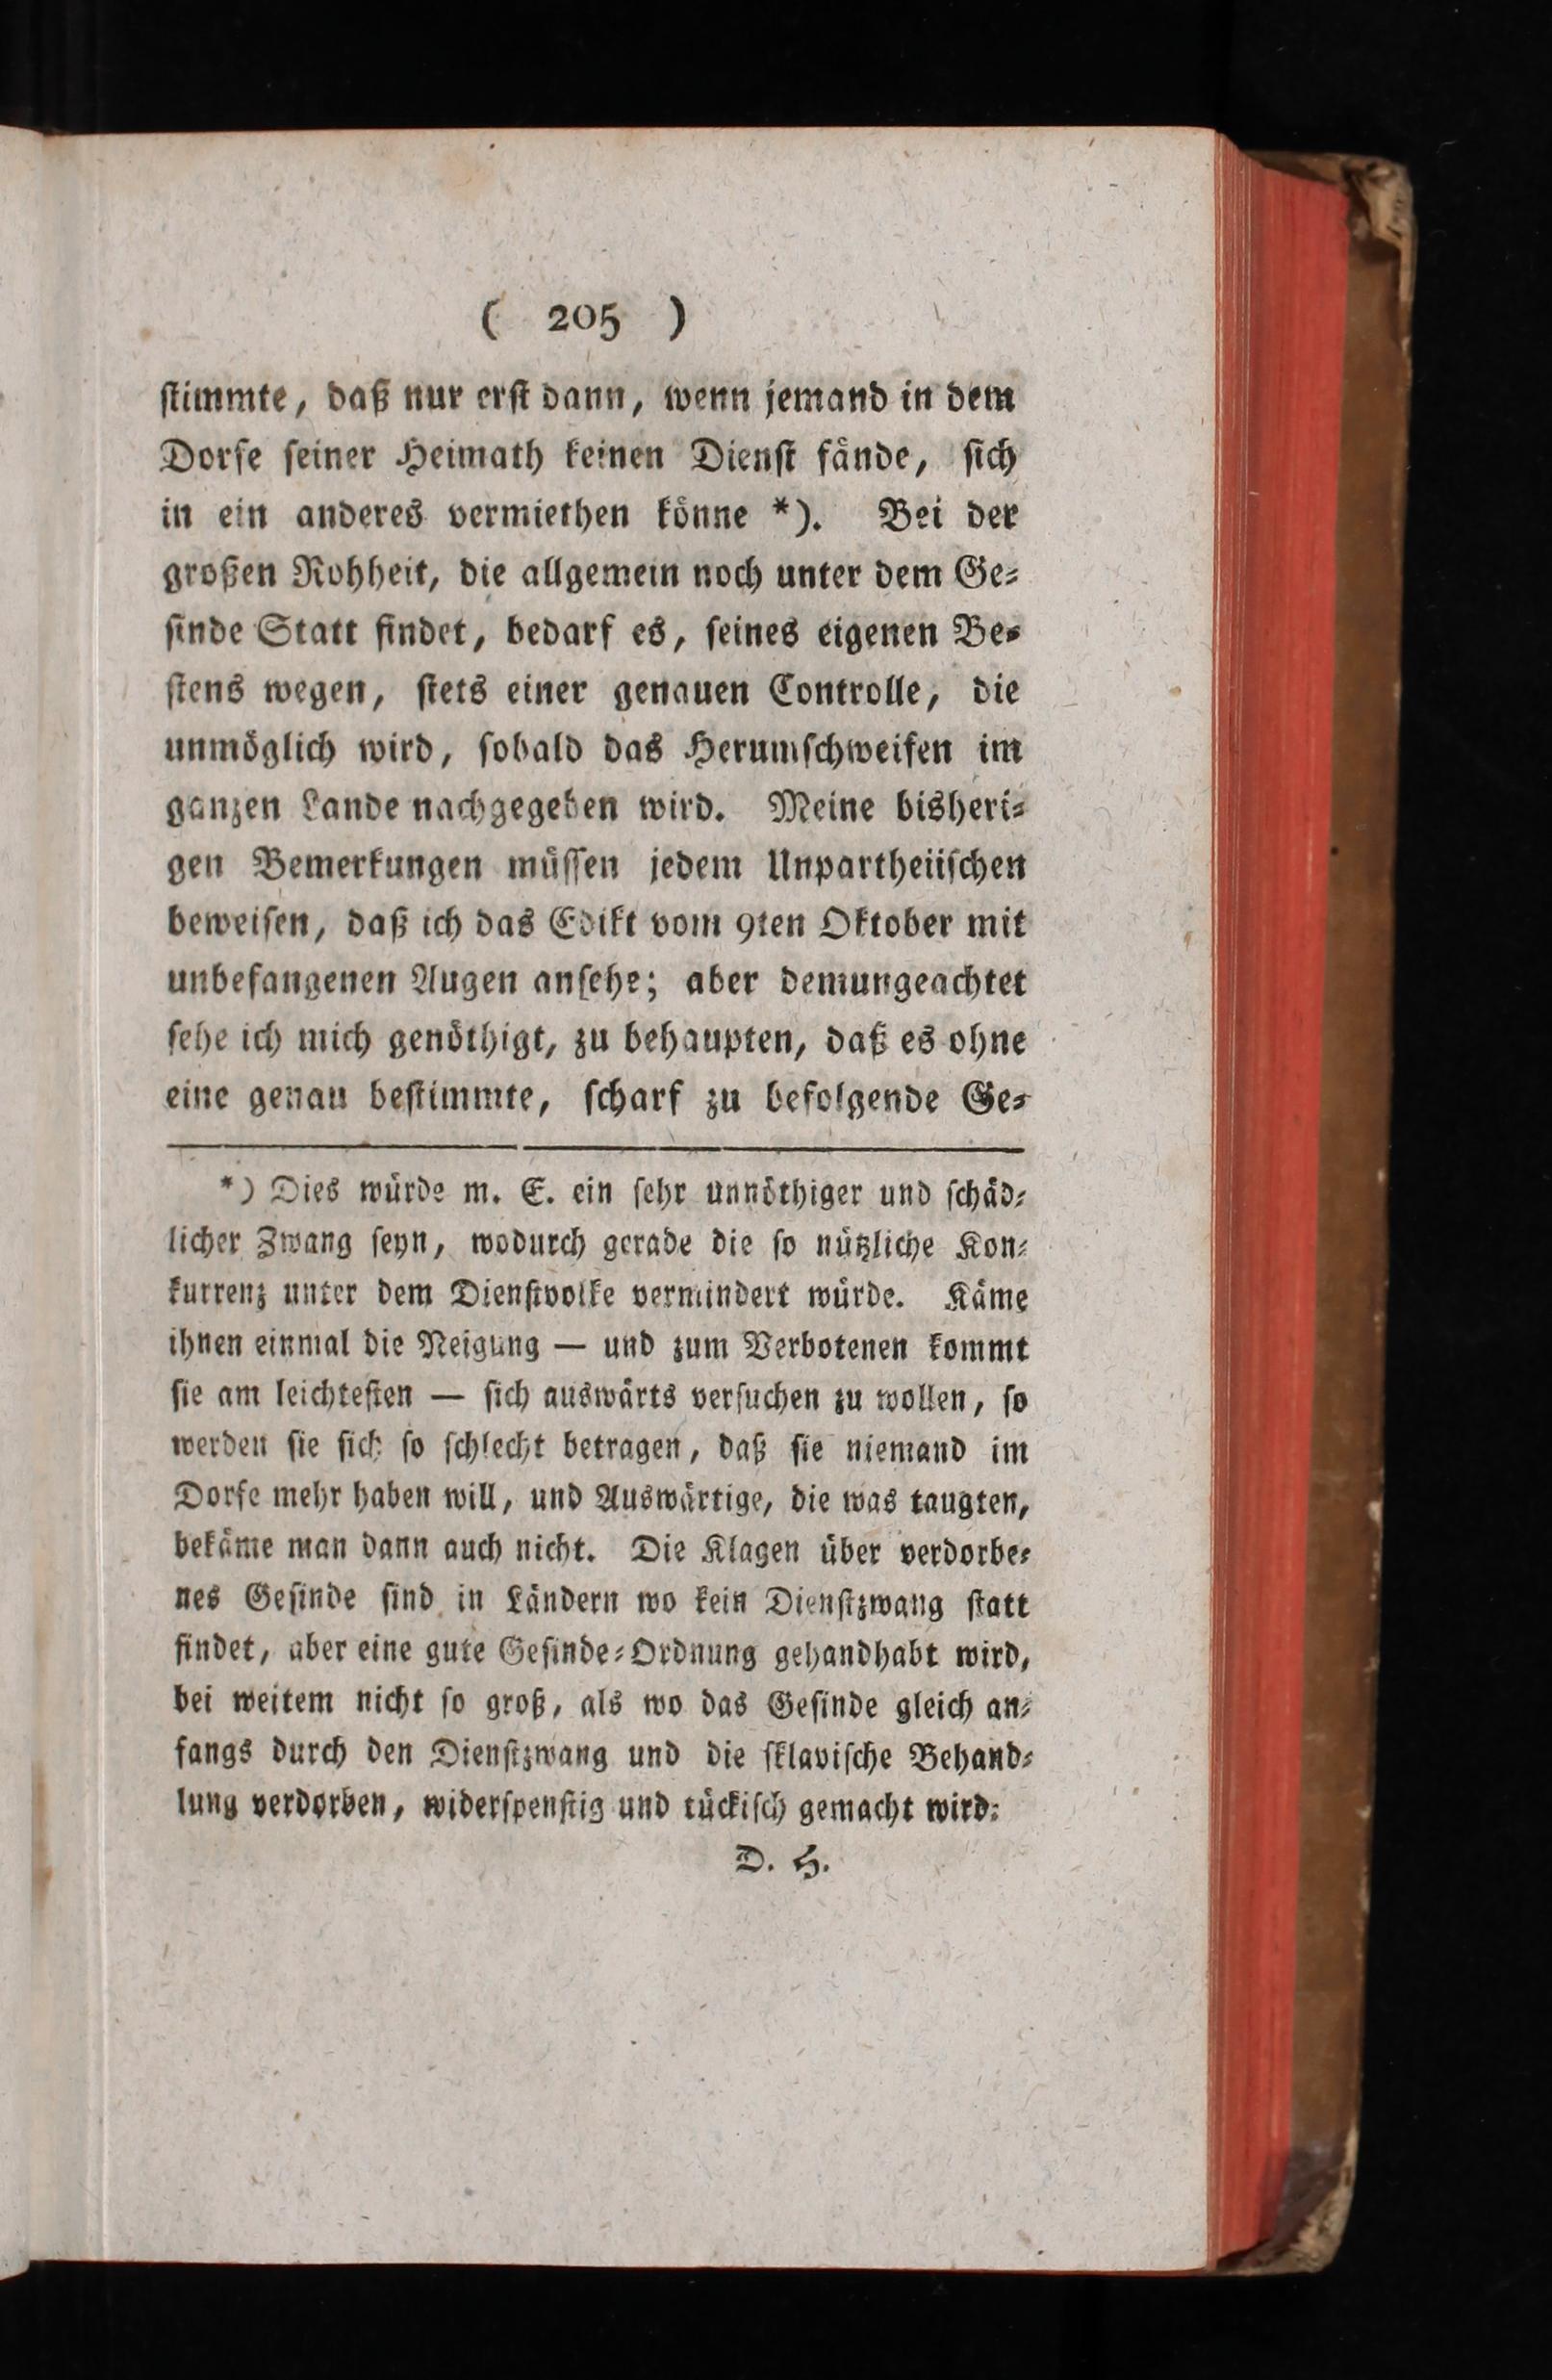 ( 205 )
ſtimmte, daß nur erſt dann, wenn jemand in dem
Dorfe ſeiner Heimath keinen Dienſt fände, ſich
in ein anderes vermiethen könne *). Bei der
großen Rohheit, die allgemein noch unter dem Ge⸗
ſinde Statt findet, bedarf es, ſeines eigenen Be⸗
ſtens wegen, ſtets einer genauen Controlle, die
unmöglich wird, ſobald das Herumſchweifen im
ganzen Lande nachgegeben wird. Meine bisheri⸗
gen Bemerkungen müſſen jedem Unpartheiiſchen
beweiſen, daß ich das Edikt vom 9ten Oktober mit
unbefangenen Augen anſehe; aber demungeachtet
ſehe ich mich genöthigt, zu behaupten, daß es ohne
eine genau beſtimmte, ſcharf zu befolgende Ge⸗
*) Dies würde m. E. ein ſehr unnöthiger und ſchäd⸗
licher Zwang ſeyn, wodurch gerade die ſo nützliche Kon⸗
kurrenz unter dem Dienſtvolke vermindert würde. Käme
ihnen einmal die Neigung — und zum Verbotenen kommt
ſie am leichteſten — ſich auswärts verſuchen zu wollen, ſo
werden ſie ſich ſo ſchlecht betragen, daß ſie niemand im
Dorfe mehr haben will, und Auswärtige, die was taugten,
bekäme man dann auch nicht. Die Klagen über verdorbe⸗
nes Geſinde ſind in Ländern wo kein Dienſtzwang ſtatt
findet, aber eine gute Geſinde⸗Ordnung gehandhabt wird,
bei weitem nicht ſo groß, als wo das Geſinde gleich an⸗
fangs durch den Dienſtzwang und die ſklaviſche Behand⸗
lung verdorben, widerſpenſtig und tückiſch gemacht wird.
D. H.